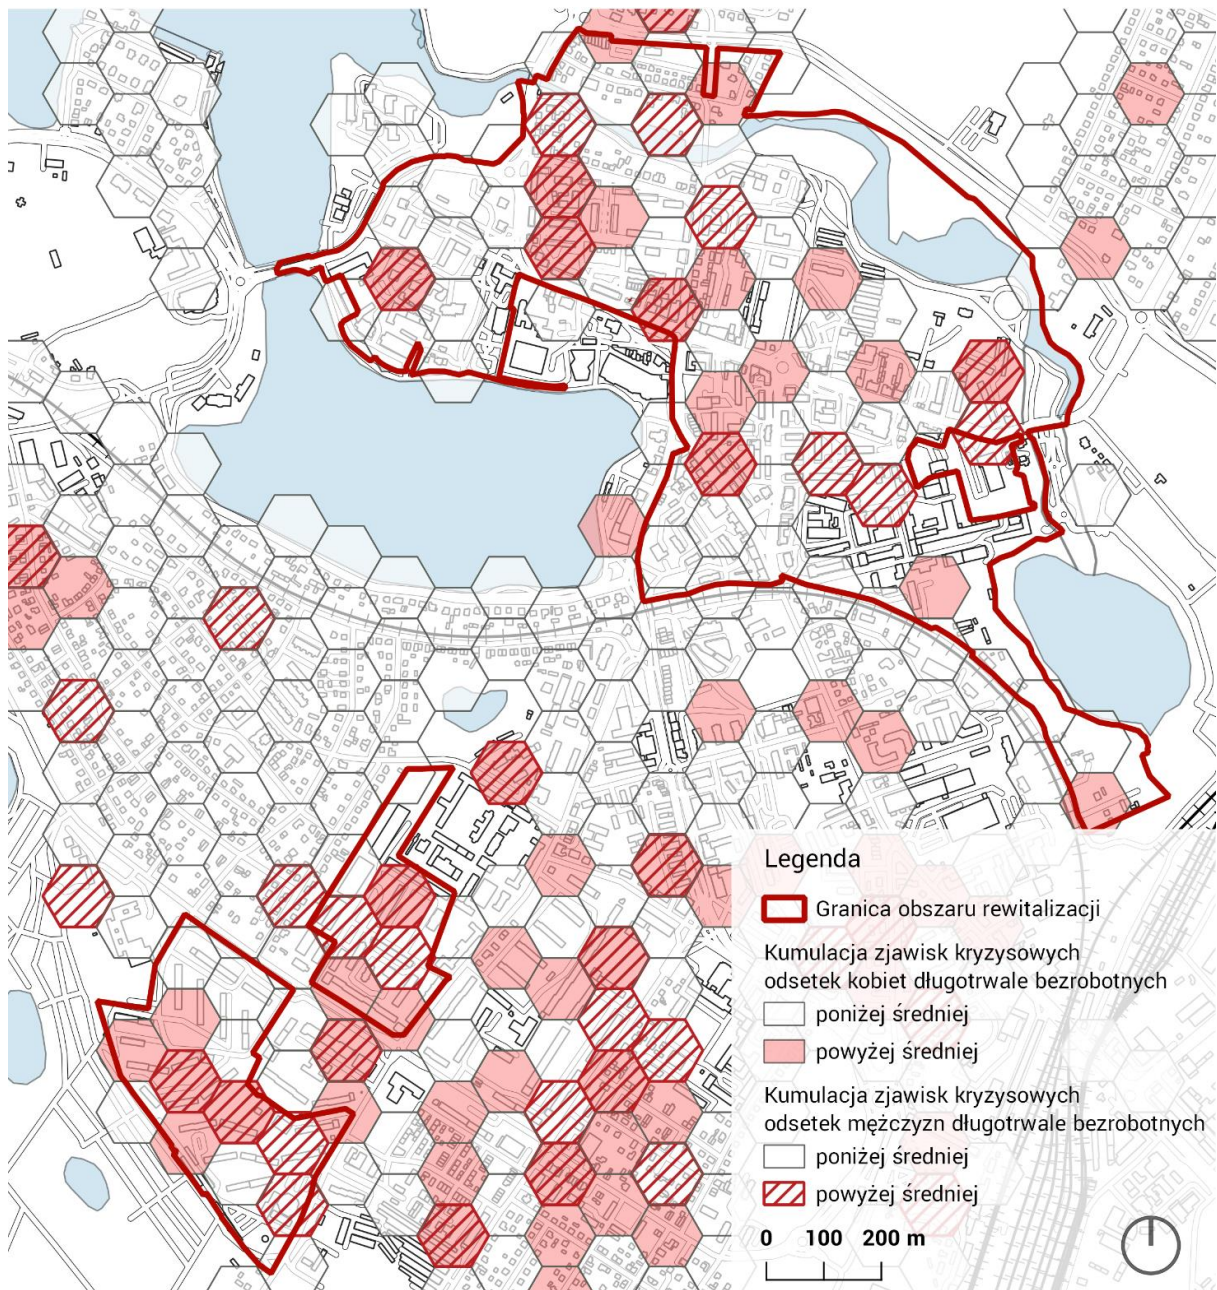 Legenda
Granica obszaru rewitalizacji
Kumulacja zjawisk kryzysowych
odsetek kobiet długotrwale bezrobotnych
poniżej średniej
powyżej średniej
Kumulacja zjawisk kryzysowych
odsetek mężczyzn długotrwale bezrobotnych
poniżej średniej
powyżej średniej
0 100 200 m